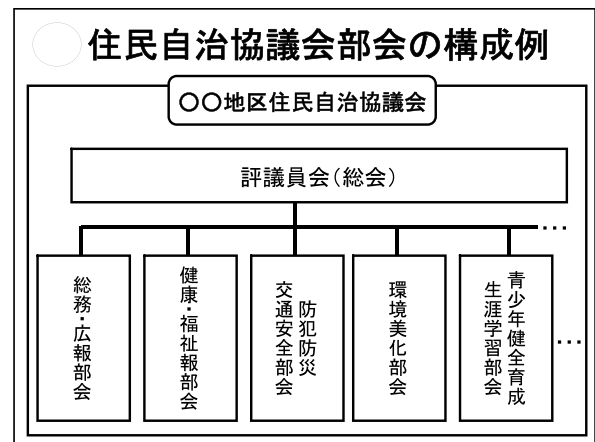 住民自治協議会部会の構成例
〇〇地区住民自治協議会
評議員会（総会）
…
総務・広報部会
健康・福祉報部会
防犯防災
交通安全部会
環境美化部会
青少年健全育成
生涯学習部会
…